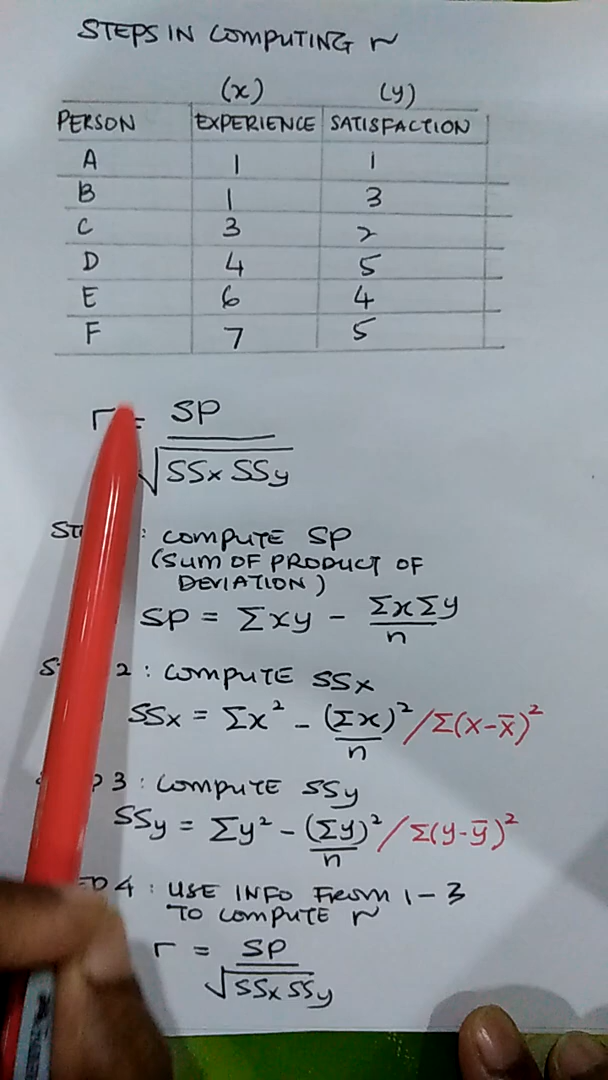 STEPS IN COMPUTING r
(x) (y)
PERSON EXPERIENCE SATISFACTION
A 1 1
B 1 3
C 3 2
D 4 5
E 6 4
F 7 5
r = SP
√SSx SSy
: COMPUTE SP
(SUM OF PRODUCT OF
DEVIATION)
SP = Σxy − ΣxΣy
n
2 : COMPUTE SSx
SSx = Σx² − (Σx)² / Σ(x-x̄)²
n
3 : COMPUTE SSy
SSy = Σy² − (Σy)² / Σ(y-ȳ)²
n
4 : USE INFO FROM 1 − 3
TO COMPUTE r
r = SP
√SSx SSy